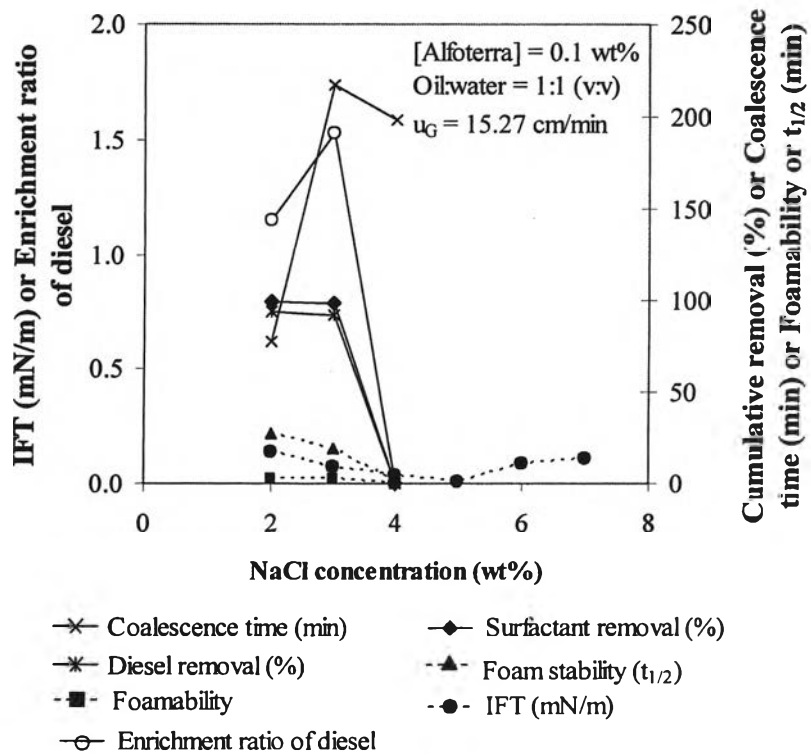 2.0
1.5
1.0
0.5
0.0
IFT (mN/m) or Enrichment ratio
of diesel
[Alfoterra] = 0.1 wt%
Oil:water = 1:1 (v:v)
u_G = 15.27 cm/min
250
200
150
100
50
0
Cumulative removal (%) or Coalescence
time (min) or Foamability or t_1/2 (min)
0 2 4 6 8
NaCl concentration (wt%)
Coalescence time (min)
Surfactant removal (%)
Diesel removal (%)
Foam stability (t_1/2)
Foamability
IFT (mN/m)
Enrichment ratio of diesel